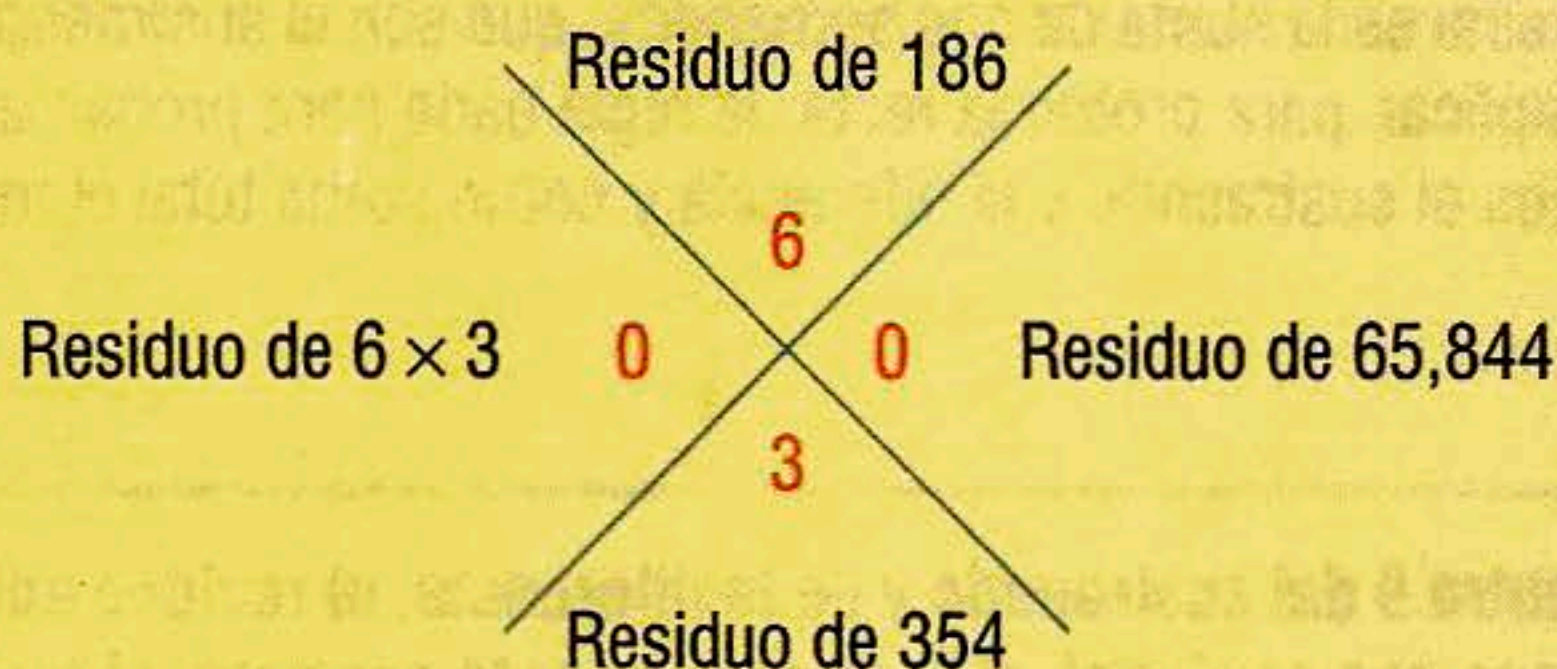 Residuo de 186
6
Residuo de 6 × 3 0 0 Residuo de 65,844
3
Residuo de 354